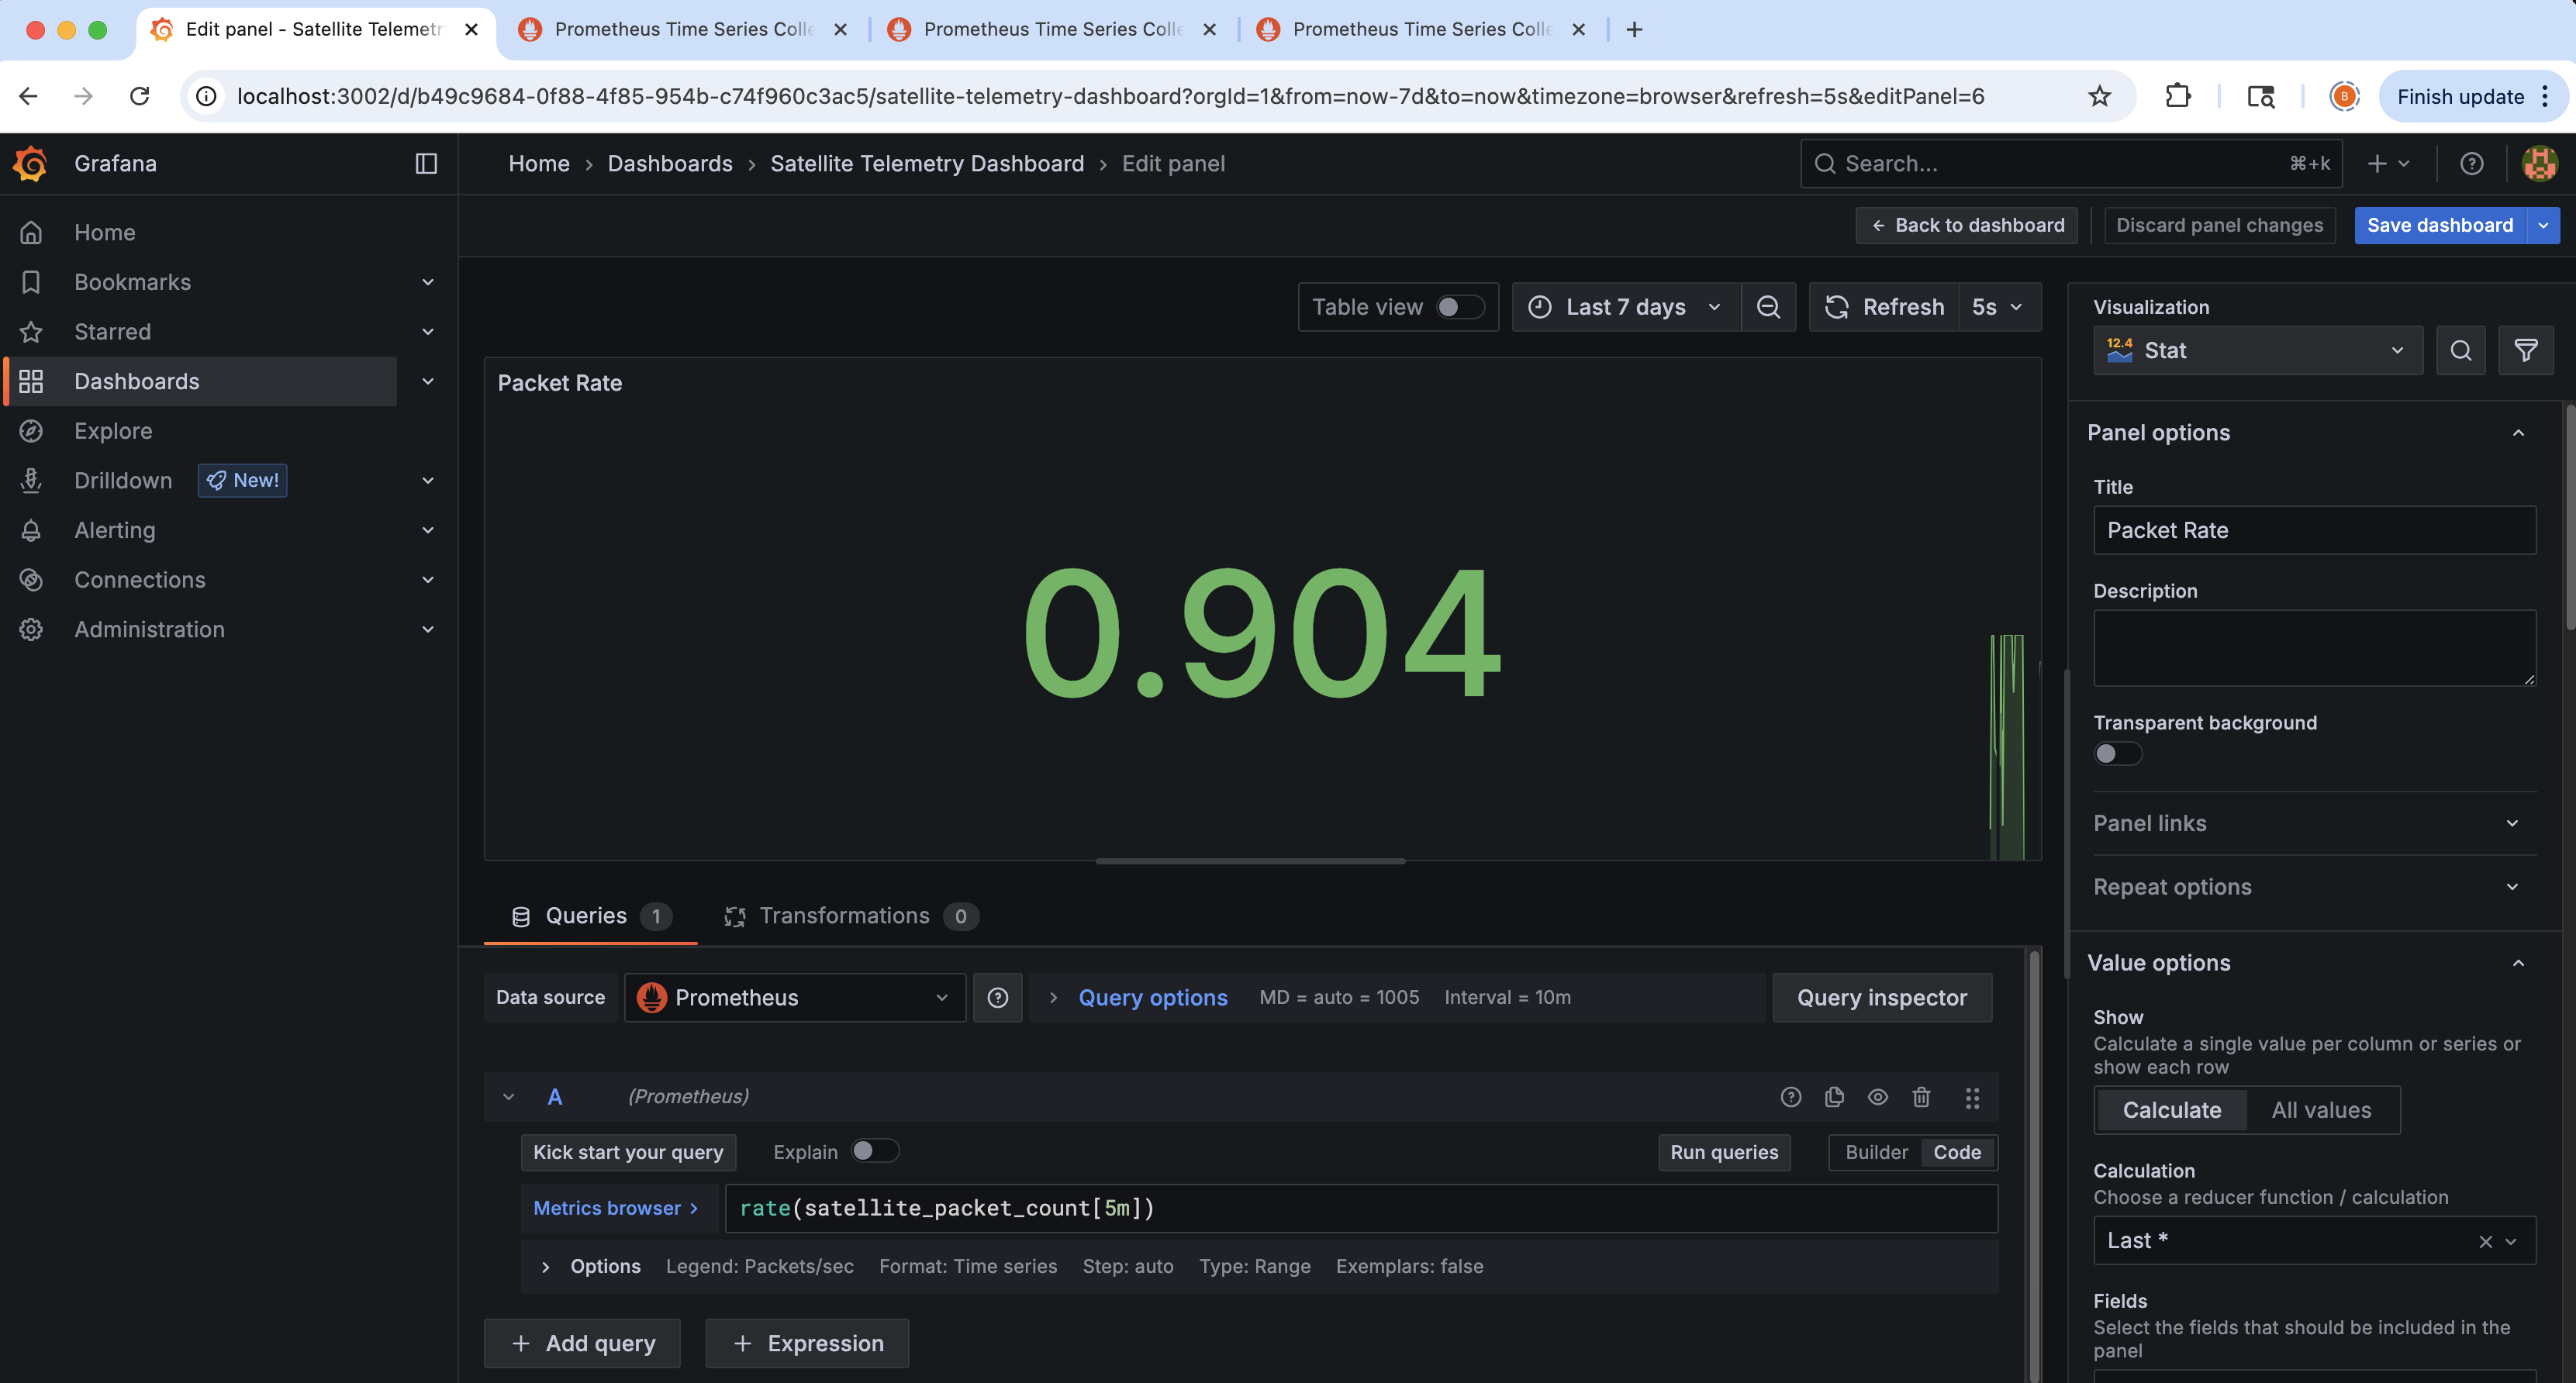 Edit panel - Satellite Telemetr
Prometheus Time Series Colle
Prometheus Time Series Colle
Prometheus Time Series Colle
localhost:3002/d/b49c9684-0f88-4f85-954b-c74f960c3ac5/satellite-telemetry-dashboard?orgId=1&from=now-7d&to=now&timezone=browser&refresh=5s&editPanel=6
B
Finish update
Grafana
Home › Dashboards › Satellite Telemetry Dashboard › Edit panel
Search...
⌘+k
Back to dashboard
Discard panel changes
Save dashboard
Home
Bookmarks
Starred
Dashboards
Explore
Drilldown
New!
Alerting
Connections
Administration
Table view
Last 7 days
Refresh
5s
Packet Rate
0.904
Queries 1
Transformations 0
Data source
Prometheus
Query options
MD = auto = 1005
Interval = 10m
Query inspector
A
(Prometheus)
Kick start your query
Explain
Run queries
Builder
Code
Metrics browser >
rate(satellite_packet_count[5m])
Options
Legend: Packets/sec
Format: Time series
Step: auto
Type: Range
Exemplars: false
+ Add query
+ Expression
Visualization
12.4
Stat
Panel options
Title
Packet Rate
Description
Transparent background
Panel links
Repeat options
Value options
Show
Calculate a single value per column or series or
show each row
Calculate
All values
Calculation
Choose a reducer function / calculation
Last *
Fields
Select the fields that should be included in the
panel